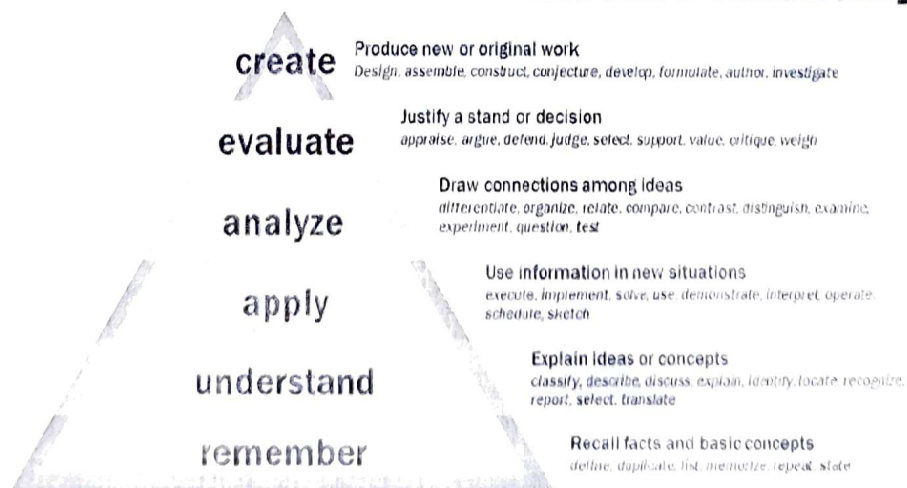 create
Produce new or original work
Design, assemble, construct, conjecture, develop, formulate, author, investigate
evaluate
Justify a stand or decision
appraise, argue, defend, judge, select, support, value, critique, weigh
analyze
Draw connections among ideas
differentiate, organize, relate, compare, contrast, distinguish, examine,
experiment, question, test
apply
Use information in new situations
execute, implement, solve, use, demonstrate, interpret, operate,
schedule, sketch
understand
Explain ideas or concepts
classify, describe, discuss, explain, identify, locate, recognize,
report, select, translate
remember
Recall facts and basic concepts
define, duplicate, list, memorize, repeat, state